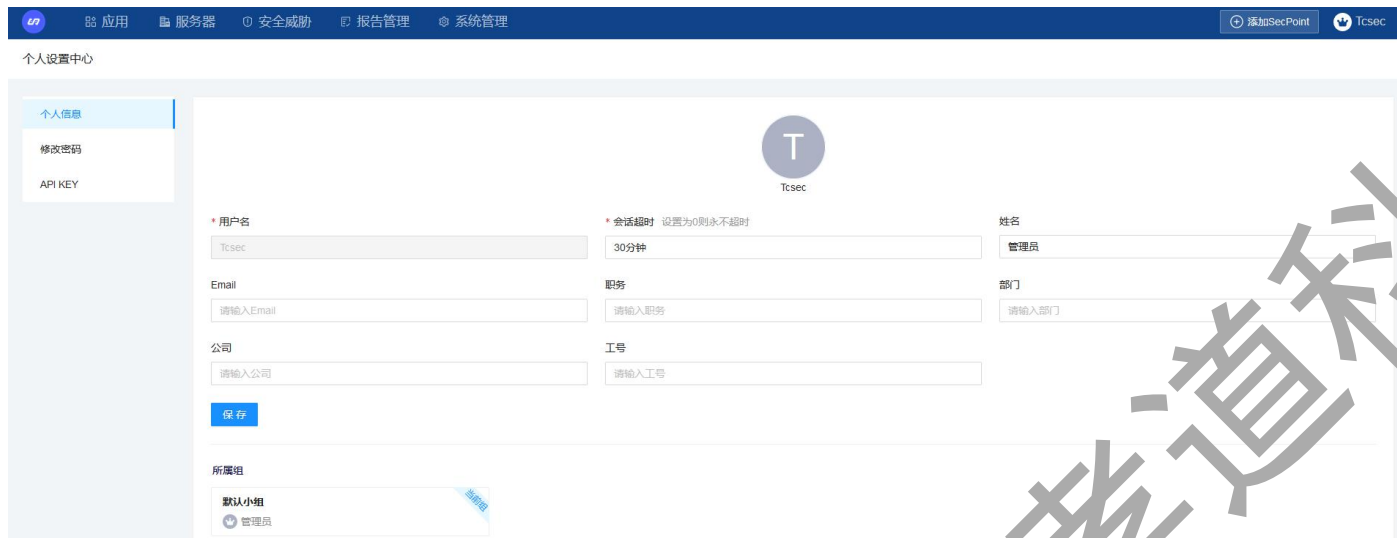 应用 服务器 安全威胁 报告管理 系统管理 添加SecPoint Tcsec
个人设置中心
个人信息
修改密码
API KEY
T
Tcsec
* 用户名 * 会话超时 设置为0则永不超时 姓名
Tcsec 30分钟 管理员
Email 职务 部门
请输入Email 请输入职务 请输入部门
公司 工号
请输入公司 请输入工号
保存
所属组
默认小组 当前组
管理员
道